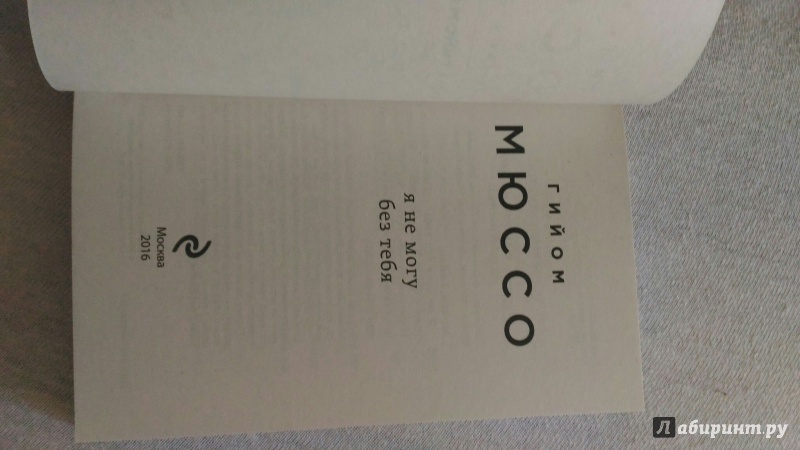 ГИЙОМ
МЮССО
я не могу
без тебя
Москва
2016
Лабиринт.ру